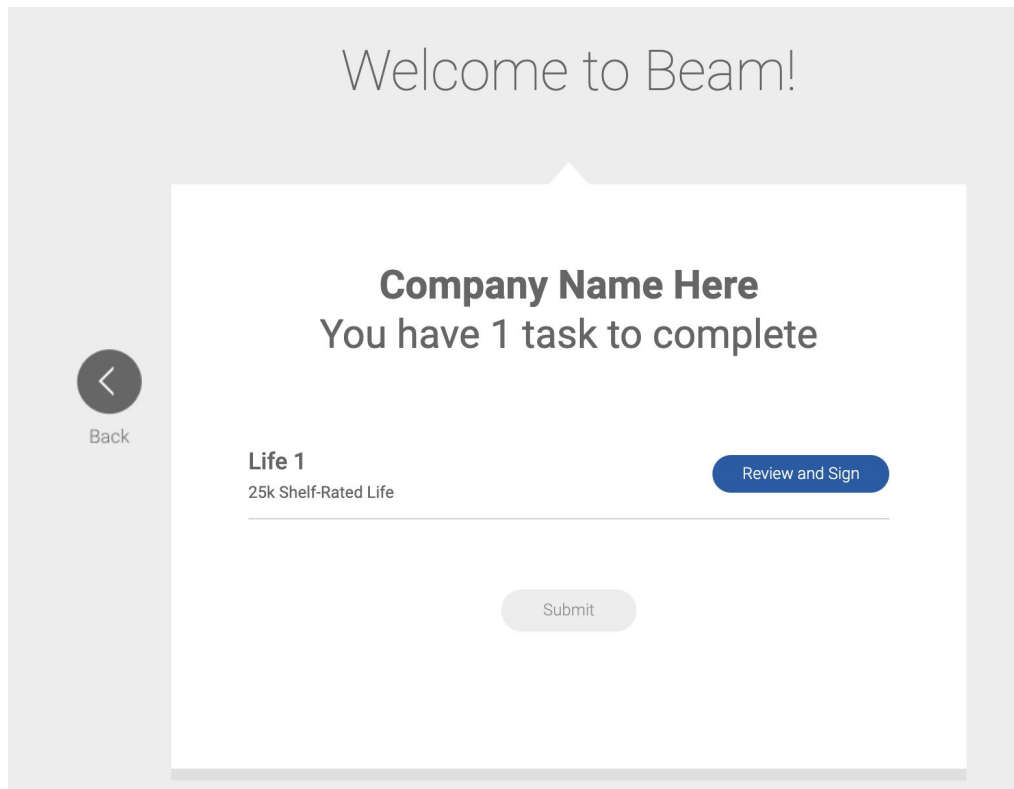 Welcome to Beam!
Company Name Here
You have 1 task to complete
Back
Life 1
Review and Sign
25k Shelf-Rated Life
Submit